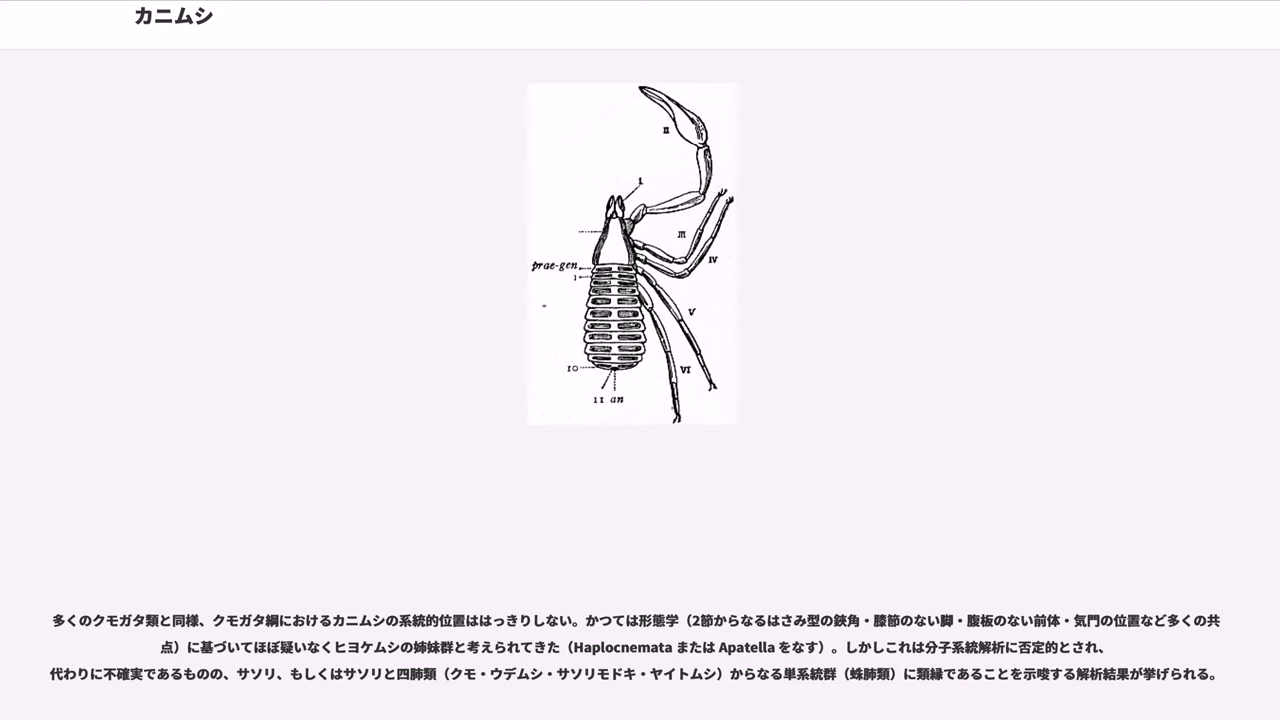 カニムシ
II
I
III
IV
prae-gen
1
V
10
VI
11 an
多くのクモガタ類と同様、クモガタ綱におけるカニムシの系統的位置ははっきりしない。かつては形態学（2節からなるはさみ型の鋏角・膝節のない脚・腹板のない前体・気門の位置など多くの共
点）に基づいてほぼ疑いなくヒヨケムシの姉妹群と考えられてきた（Haplocnemata または Apatella をなす）。しかしこれは分子系統解析に否定的とされ、
代わりに不確実であるものの、サソリ、もしくはサソリと四肺類（クモ・ウデムシ・サソリモドキ・ヤイトムシ）からなる単系統群（蛛肺類）に類縁であることを示唆する解析結果が挙げられる。